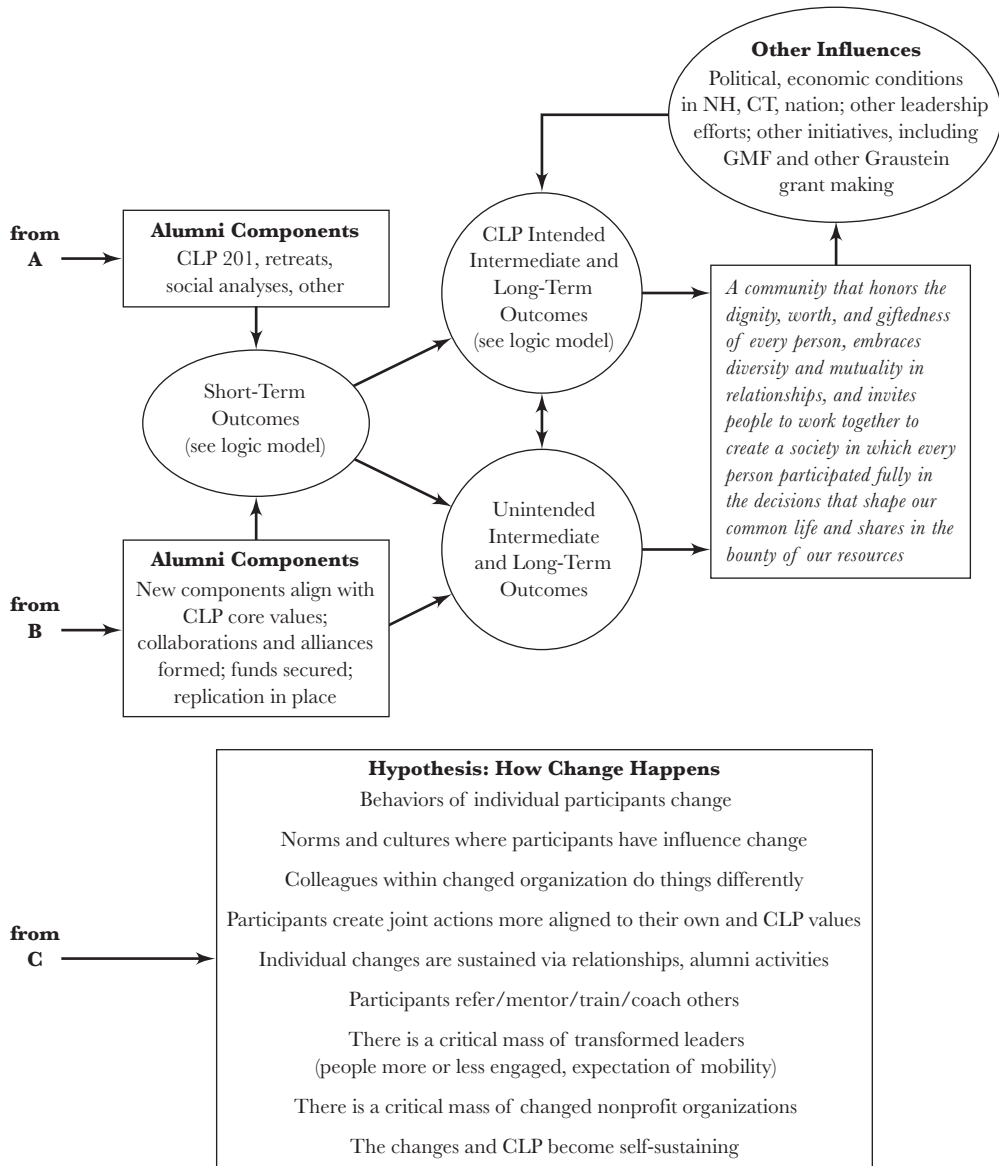 Other Influences
Political, economic conditions
in NH, CT, nation; other leadership
efforts; other initiatives, including
GMF and other Graustein
grant making
from
A
Alumni Components
CLP 201, retreats,
social analyses, other
CLP Intended
Intermediate and
Long-Term
Outcomes
(see logic model)
A community that honors the
dignity, worth, and giftedness
of every person, embraces
diversity and mutuality in
relationships, and invites
people to work together to
create a society in which every
person participated fully in
the decisions that shape our
common life and shares in the
bounty of our resources
Short-Term
Outcomes
(see logic model)
Unintended
Intermediate
and Long-Term
Outcomes
from
B
Alumni Components
New components align with
CLP core values;
collaborations and alliances
formed; funds secured;
replication in place
from
C
Hypothesis: How Change Happens
Behaviors of individual participants change
Norms and cultures where participants have influence change
Colleagues within changed organization do things differently
Participants create joint actions more aligned to their own and CLP values
Individual changes are sustained via relationships, alumni activities
Participants refer/mentor/train/coach others
There is a critical mass of transformed leaders
(people more or less engaged, expectation of mobility)
There is a critical mass of changed nonprofit organizations
The changes and CLP become self-sustaining